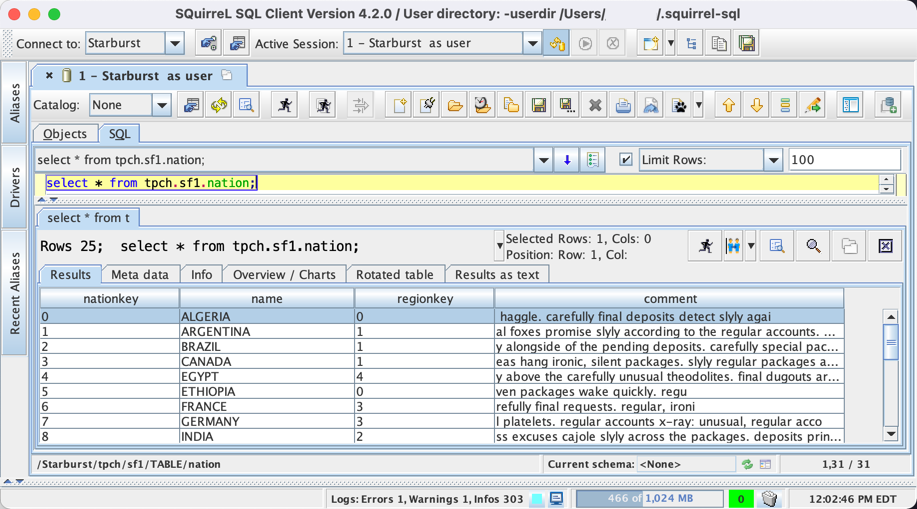 SQuirreL SQL Client Version 4.2.0 / User directory: -userdir /Users/ /.squirrel-sql
Connect to: Starburst Active Session: 1 - Starburst as user
Aliases
Drivers
Recent Aliases
1 - Starburst as user
Catalog: None
Objects SQL
select * from tpch.sf1.nation; Limit Rows: 100
select * from tpch.sf1.nation;
select * from t
Rows 25; select * from tpch.sf1.nation;
Selected Rows: 1, Cols: 0
Position: Row: 1, Col:
Results Meta data Info Overview / Charts Rotated table Results as text
nationkey name regionkey comment
0 ALGERIA 0 haggle. carefully final deposits detect slyly agai
1 ARGENTINA 1 al foxes promise slyly according to the regular accounts. ...
2 BRAZIL 1 y alongside of the pending deposits. carefully special pac...
3 CANADA 1 eas hang ironic, silent packages. slyly regular packages a...
4 EGYPT 4 y above the carefully unusual theodolites. final dugouts ar...
5 ETHIOPIA 0 ven packages wake quickly. regu
6 FRANCE 3 refully final requests. regular, ironi
7 GERMANY 3 l platelets. regular accounts x-ray: unusual, regular acco
8 INDIA 2 ss excuses cajole slyly across the packages. deposits prin...
/Starburst/tpch/sf1/TABLE/nation Current schema: <None> 1,31 / 31
Logs: Errors 1, Warnings 1, Infos 303 466 of 1,024 MB 0 12:02:46 PM EDT